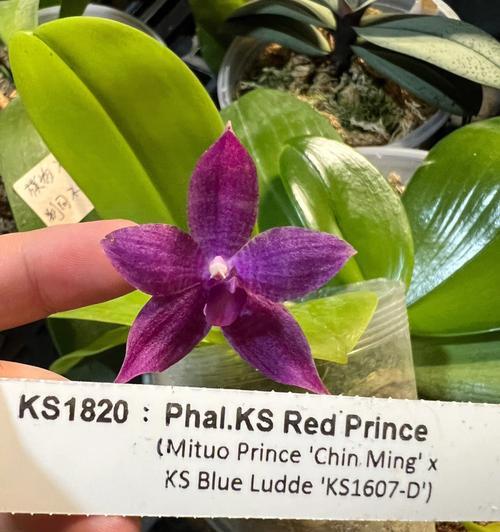 KS1820 : Phal.KS Red Prince
(Mituo Prince 'Chin Ming' x
KS Blue Ludde 'KS1607-D')